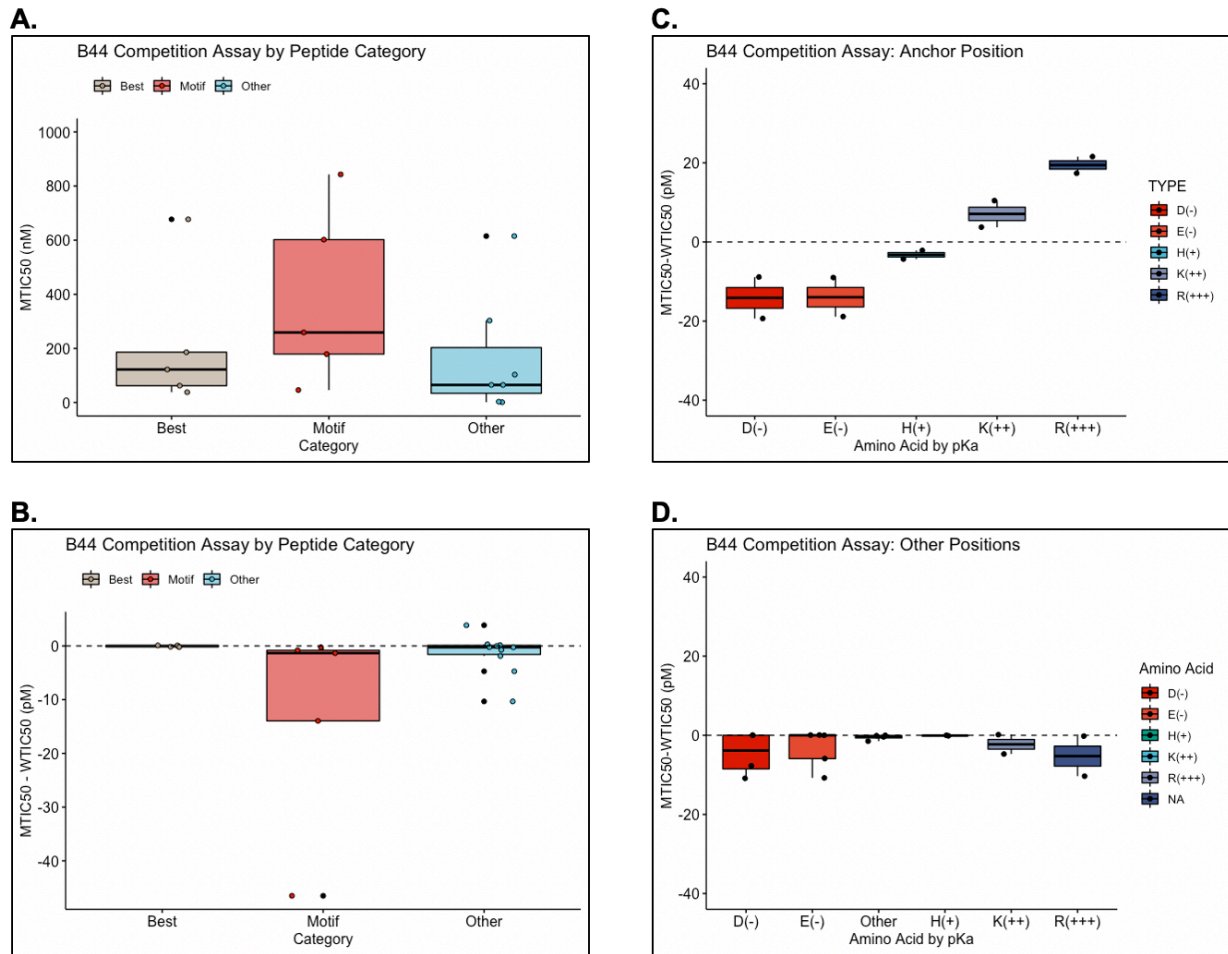 A.
B44 Competition Assay by Peptide Category
Best Motif Other
MTIC50 (nM)
1000
800
600
400
200
0
Best Motif Other
Category
B.
B44 Competition Assay by Peptide Category
Best Motif Other
MTIC50 - WTIC50 (pM)
0
-10
-20
-30
-40
Best Motif Other
Category
C.
B44 Competition Assay: Anchor Position
MTIC50-WTIC50 (pM)
40
20
0
-20
-40
D(-) E(-) H(+) K(++) R(+++)
Amino Acid by pKa
TYPE
D(-)
E(-)
H(+)
K(++)
R(+++)
D.
B44 Competition Assay: Other Positions
MTIC50-WTIC50 (pM)
40
20
0
-20
-40
D(-) E(-) Other H(+) K(++) R(+++)
Amino Acid by pKa
Amino Acid
D(-)
E(-)
H(+)
K(++)
R(+++)
NA